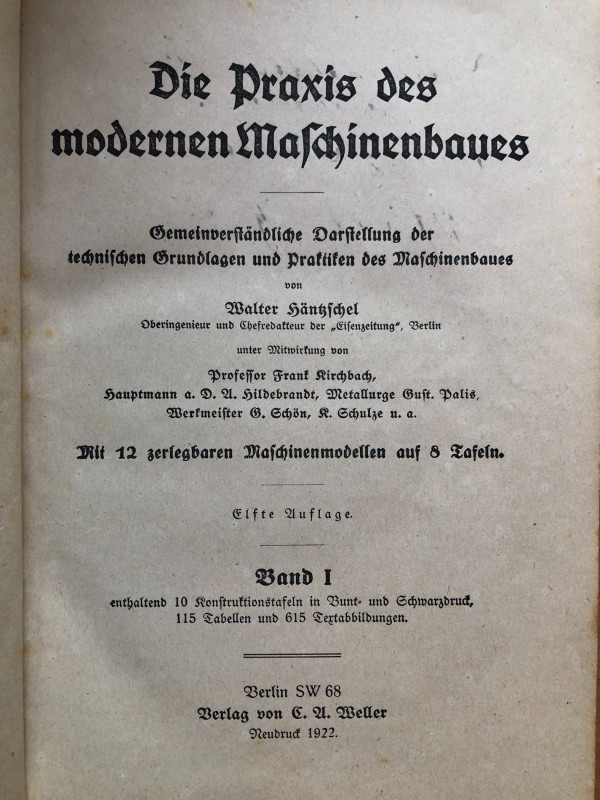 Die Praxis des
modernen Maſchinenbaues
Gemeinverſtändliche Darſtellung der
techniſchen Grundlagen und Praktiken des Maſchinenbaues
von
Walter Häntzſchel
Oberingenieur und Chefredakteur der „Eiſenzeitung", Berlin
unter Mitwirkung von
Profeſſor Frank Kirchbach,
Hauptmann a. D. A. Hildebrandt, Metallurge Guſt. Palis,
Werkmeiſter G. Schön, K. Schulze u. a.
Mit 12 zerlegbaren Maſchinenmodellen auf 8 Tafeln.
Elfte Auflage.
Band I
enthaltend 10 Konſtruktionstafeln in Bunt- und Schwarzdruck,
115 Tabellen und 615 Textabbildungen.
Berlin SW 68
Verlag von C. A. Weller
Neudruck 1922.